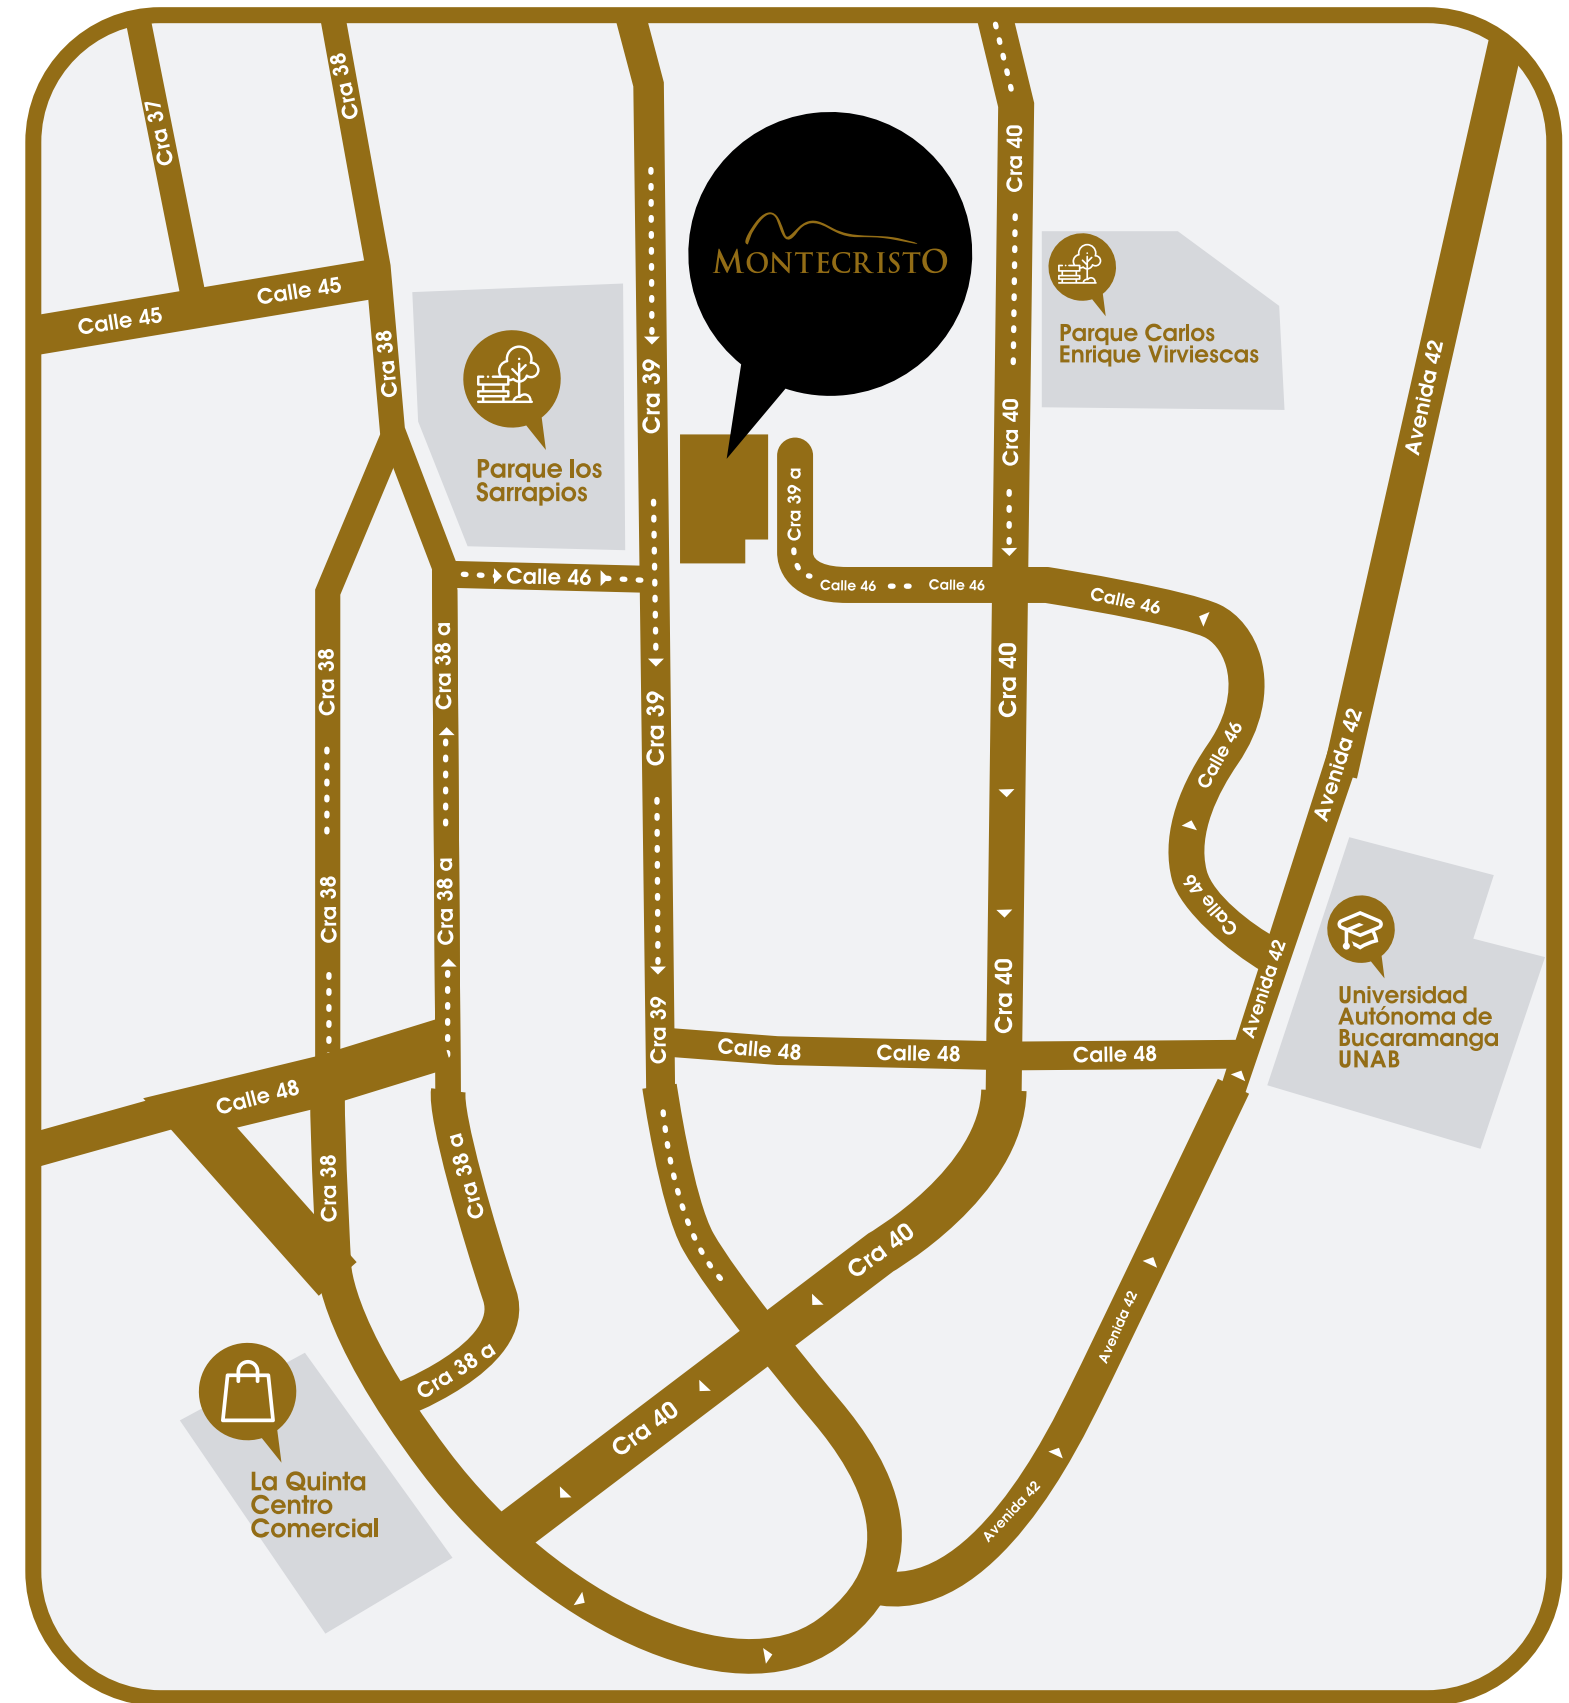 Cra 37
Cra 38
Cra 40
MONTECRISTO
Calle 45
Calle 45
Cra 38
Cra 39
Parque Carlos
Enrique Virviescas
Avenida 42
Cra 40
Parque los
Sarrapios
Cra 39 a
Calle 46
Calle 46
Calle 46
Calle 46
Cra 38
Cra 38 a
Cra 39
Cra 40
Calle 46
Avenida 42
Cra 38
Cra 38 a
Calle 46
Cra 39
Cra 40
Avenida 42
Universidad
Autónoma de
Bucaramanga
UNAB
Calle 48
Calle 48
Calle 48
Calle 48
Cra 38
Cra 38 a
Cra 40
Avenida 42
Cra 38 a
Cra 40
Avenida 42
La Quinta
Centro
Comercial